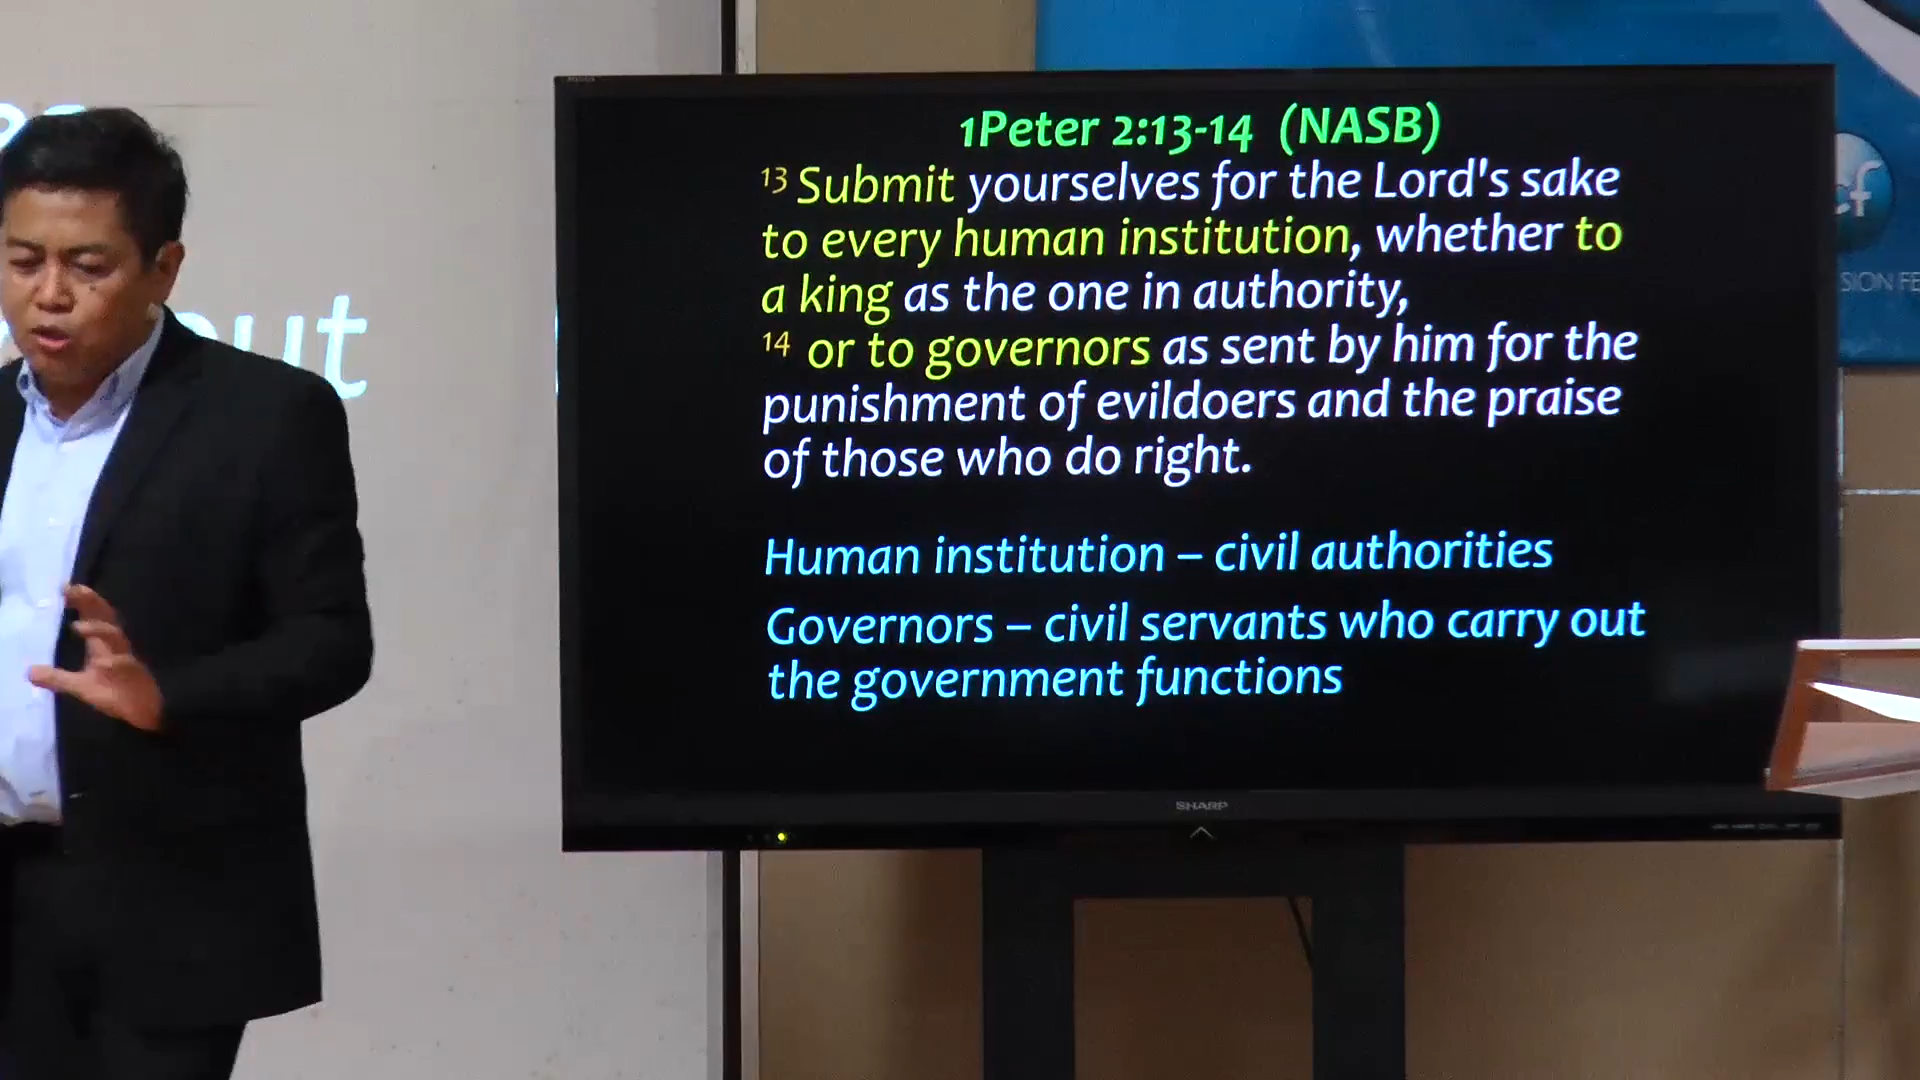 1Peter 2:13-14 (NASB)
13 Submit yourselves for the Lord's sake
to every human institution, whether to
a king as the one in authority,
14 or to governors as sent by him for the
punishment of evildoers and the praise
of those who do right.
Human institution – civil authorities
Governors – civil servants who carry out
the government functions
SHARP
out
cf